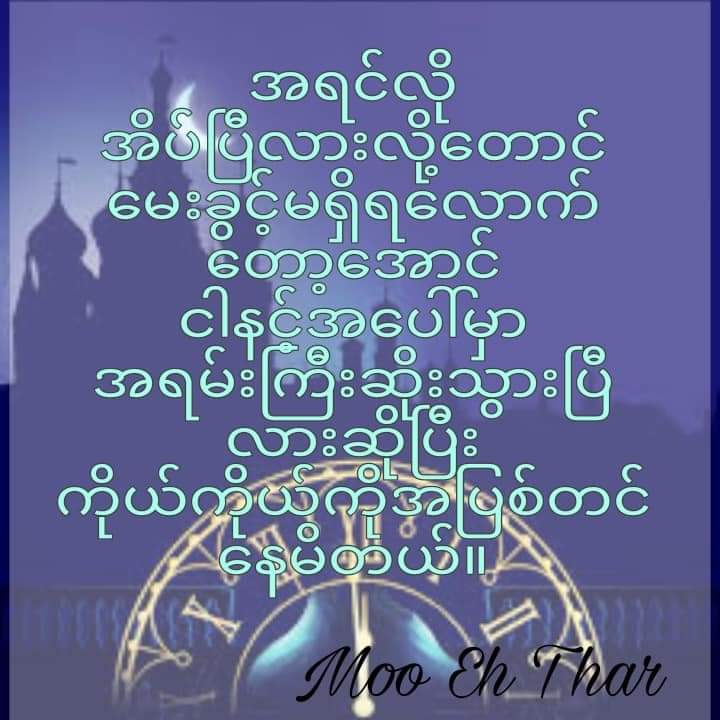 အရင်လို
အိပ်ပြီလားလို့တောင်
မေးခွင့်မရှိရလောက်
တော့အောင်
ငါနင့်အပေါ်မှာ
အရမ်းကြီးဆိုးသွားပြီ
လားဆိုပြီး
ကိုယ်ကိုယ့်ကိုအပြစ်တင်
နေမိတယ်။
Moo Eh Thar